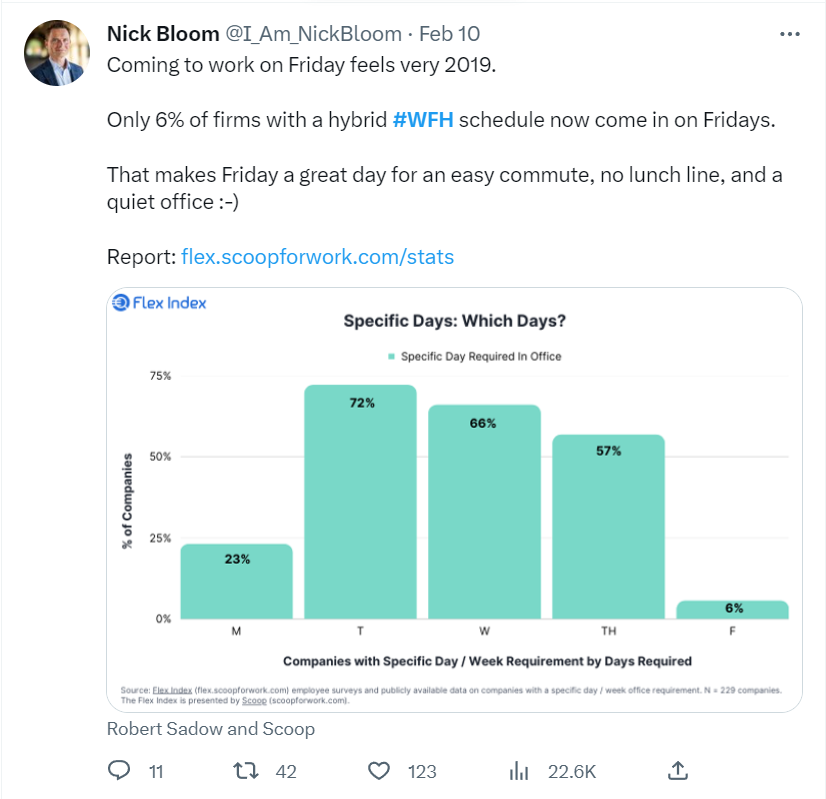 Nick Bloom @I_Am_NickBloom · Feb 10
Coming to work on Friday feels very 2019.
Only 6% of firms with a hybrid #WFH schedule now come in on Fridays.
That makes Friday a great day for an easy commute, no lunch line, and a
quiet office :-)
Report: flex.scoopforwork.com/stats
Flex Index
Specific Days: Which Days?
Specific Day Required In Office
% of Companies
75%
50%
25%
0%
23%
72%
66%
57%
6%
M
T
W
TH
F
Companies with Specific Day / Week Requirement by Days Required
Source: Flex Index (flex.scoopforwork.com) employee surveys and publicly available data on companies with a specific day / week office requirement. N = 229 companies.
The Flex Index is presented by Scoop (scoopforwork.com).
Robert Sadow and Scoop
11
42
123
22.6K